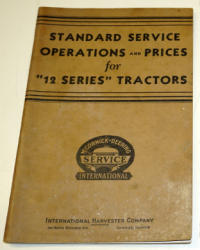 STANDARD SERVICE
OPERATIONS AND PRICES
for
"12 SERIES" TRACTORS
McCORMICK-DEERING
SERVICE
INTERNATIONAL
INTERNATIONAL HARVESTER COMPANY